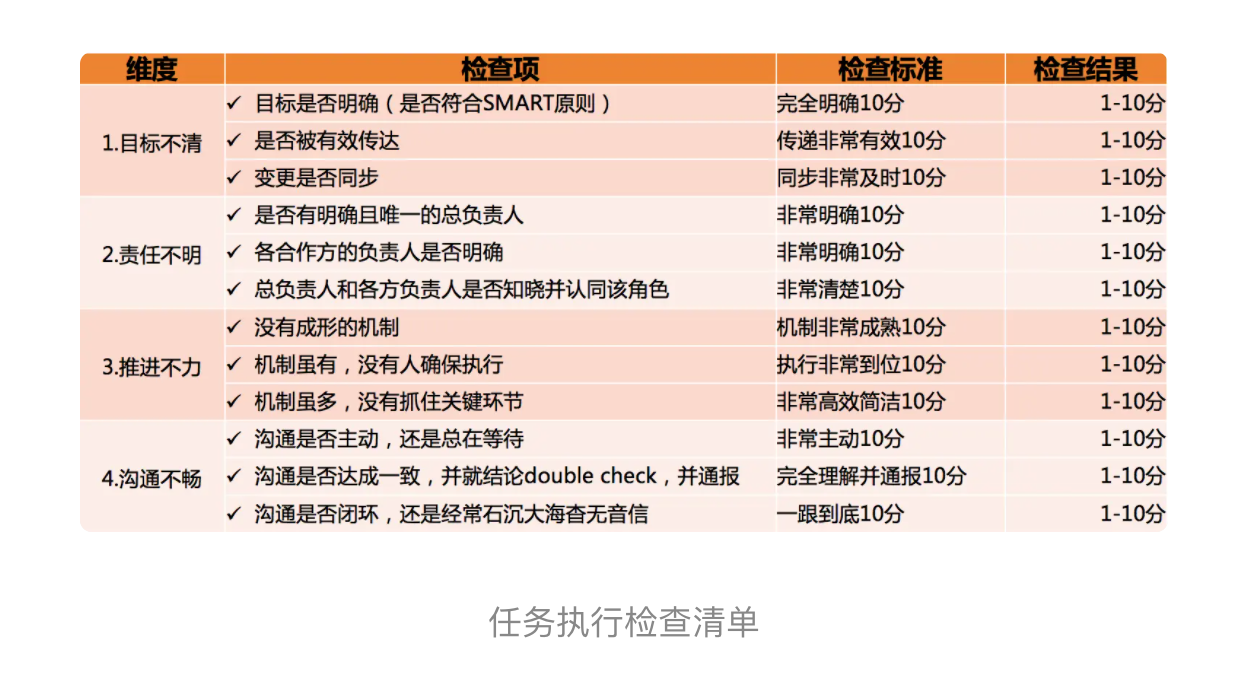 维度 检查项 检查标准 检查结果
✓ 目标是否明确（是否符合SMART原则） 完全明确10分 1-10分
1.目标不清 ✓ 是否被有效传达 传递非常有效10分 1-10分
✓ 变更是否同步 同步非常及时10分 1-10分
✓ 是否有明确且唯一的总负责人 非常明确10分 1-10分
2.责任不明 ✓ 各合作方的负责人是否明确 非常明确10分 1-10分
✓ 总负责人和各方负责人是否知晓并认同该角色 非常清楚10分 1-10分
✓ 没有成形的机制 机制非常成熟10分 1-10分
3.推进不力 ✓ 机制虽有，没有人确保执行 执行非常到位10分 1-10分
✓ 机制虽多，没有抓住关键环节 非常高效简洁10分 1-10分
✓ 沟通是否主动，还是总在等待 非常主动10分 1-10分
4.沟通不畅 ✓ 沟通是否达成一致，并就结论double check，并通报 完全理解并通报10分 1-10分
✓ 沟通是否闭环，还是经常石沉大海杳无音信 一跟到底10分 1-10分
任务执行检查清单